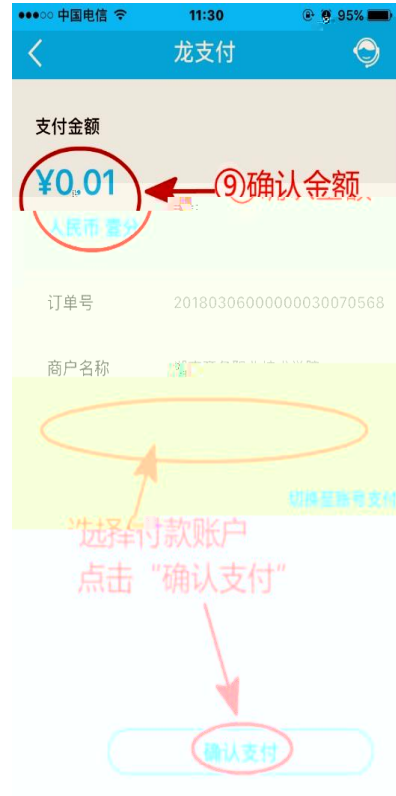 中国电信 11:30 95%
龙支付
支付金额
¥0.01
⑨确认金额
人民币 壹分
订单号 20180306000000030070568
商户名称
切换至账号支付
选择付款账户
点击“确认支付”
确认支付